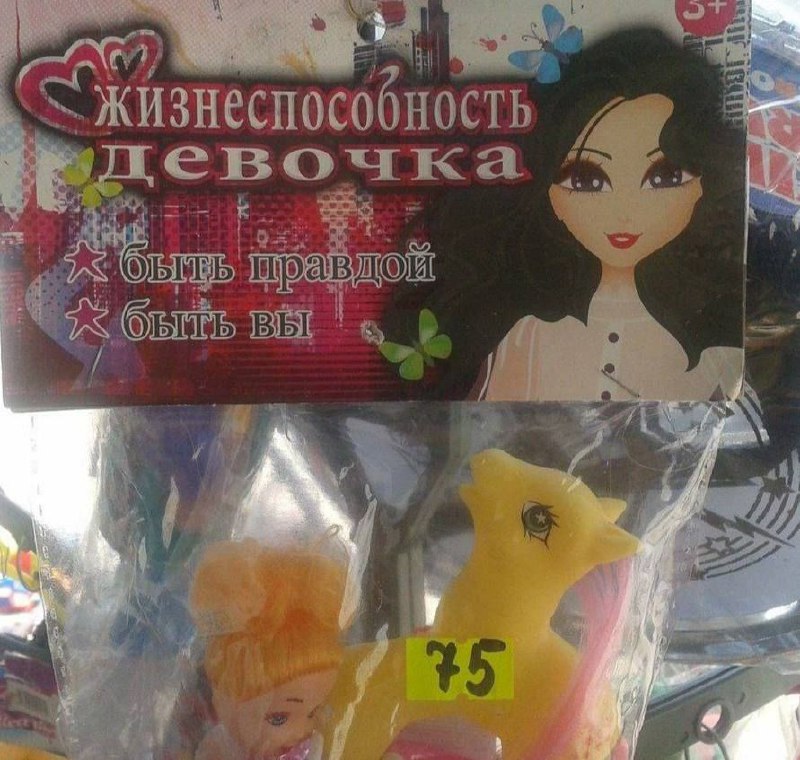 3+
жизнеспособность
девочка
быть правдой
быть вы
75